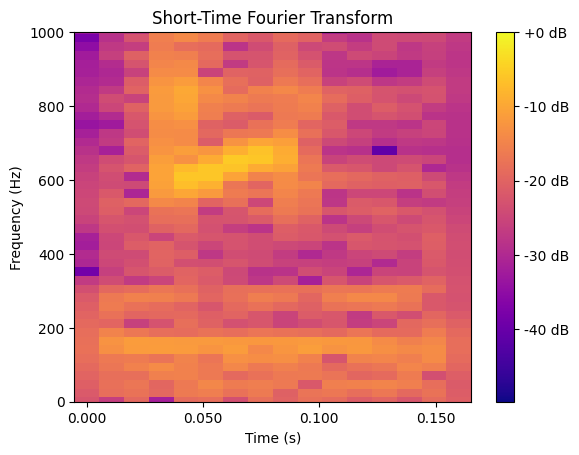 Short-Time Fourier Transform
Frequency (Hz)
1000
800
600
400
200
0
0.000
0.050
0.100
0.150
Time (s)
+0 dB
-10 dB
-20 dB
-30 dB
-40 dB